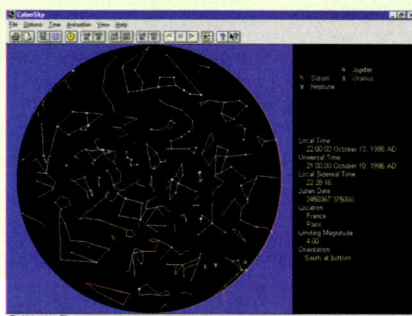 CyberSky
File Options Time Animation View Help
Jupiter
Saturn Uranus
Neptune
Local Time
22:00:00 October 10, 1996 AD
Universal Time
21:00:00 October 10, 1996 AD
Local Sidereal Time
22:28:16
Julian Date
2450367.375000
Location
France
Paris
Limiting Magnitude
4.00
Orientation
South at bottom